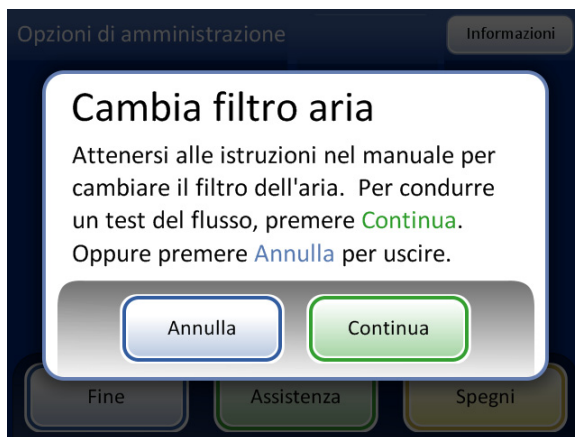 Opzioni di amministrazione
Informazioni
Cambia filtro aria
Attenersi alle istruzioni nel manuale per
cambiare il filtro dell'aria.  Per condurre
un test del flusso, premere Continua.
Oppure premere Annulla per uscire.
Annulla
Continua
Fine
Assistenza
Spegni